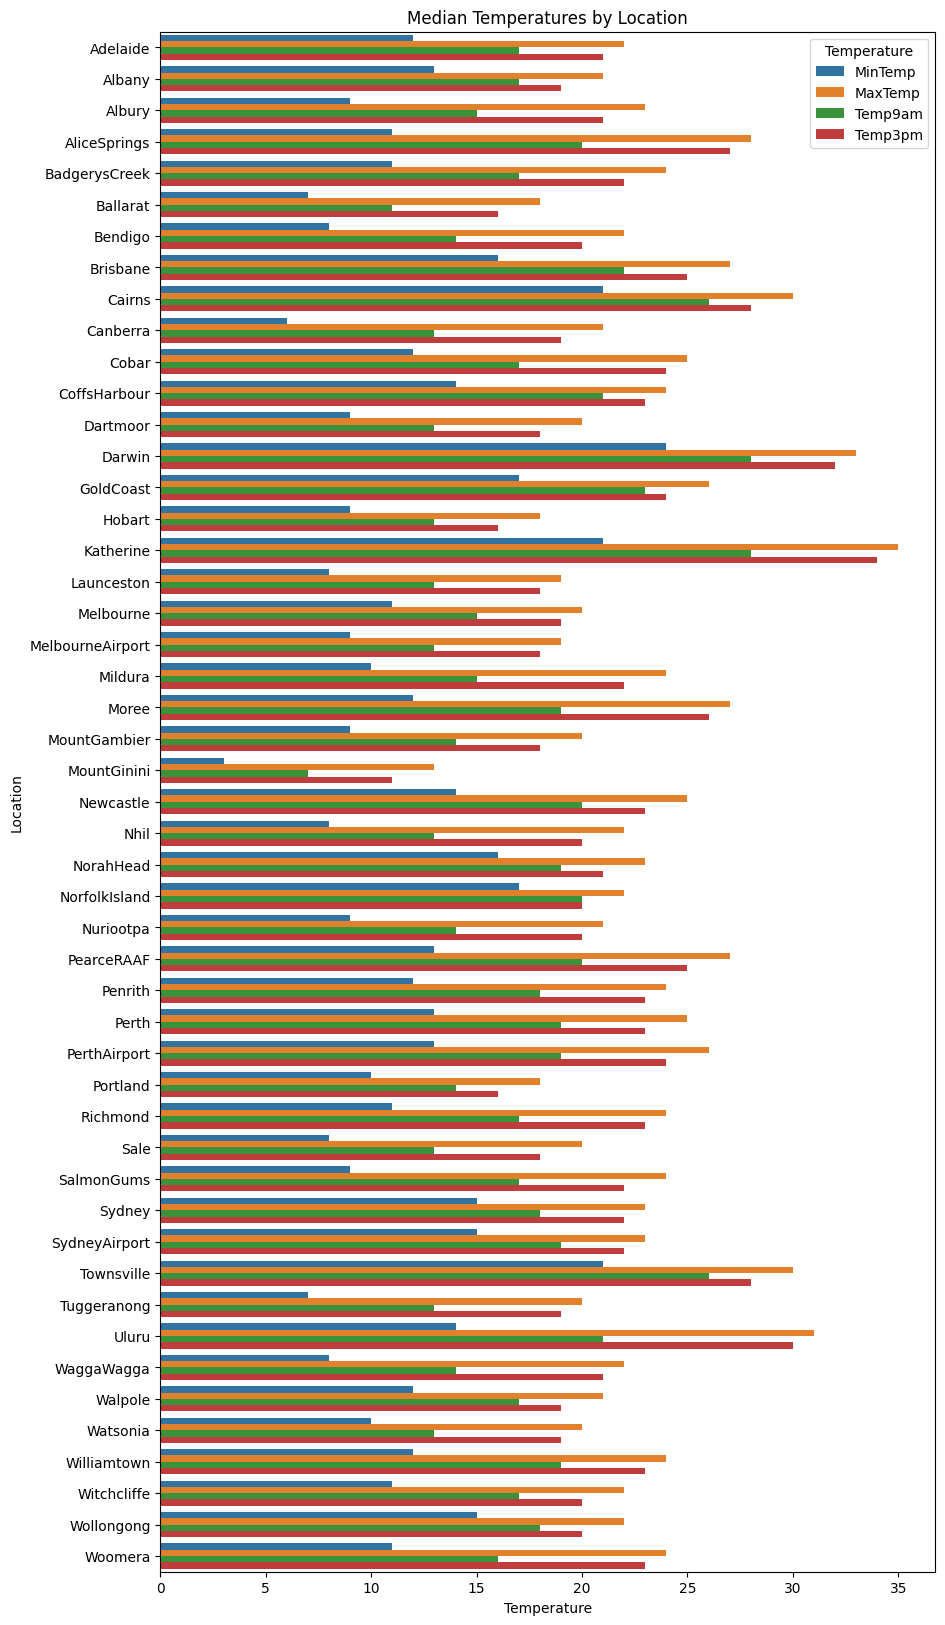 Median Temperatures by Location
Temperature
MinTemp
MaxTemp
Temp9am
Temp3pm
Location
Adelaide
Albany
Albury
AliceSprings
BadgerysCreek
Ballarat
Bendigo
Brisbane
Cairns
Canberra
Cobar
CoffsHarbour
Dartmoor
Darwin
GoldCoast
Hobart
Katherine
Launceston
Melbourne
MelbourneAirport
Mildura
Moree
MountGambier
MountGinini
Newcastle
Nhil
NorahHead
NorfolkIsland
Nuriootpa
PearceRAAF
Penrith
Perth
PerthAirport
Portland
Richmond
Sale
SalmonGums
Sydney
SydneyAirport
Townsville
Tuggeranong
Uluru
WaggaWagga
Walpole
Watsonia
Williamtown
Witchcliffe
Wollongong
Woomera
0 5 10 15 20 25 30 35
Temperature